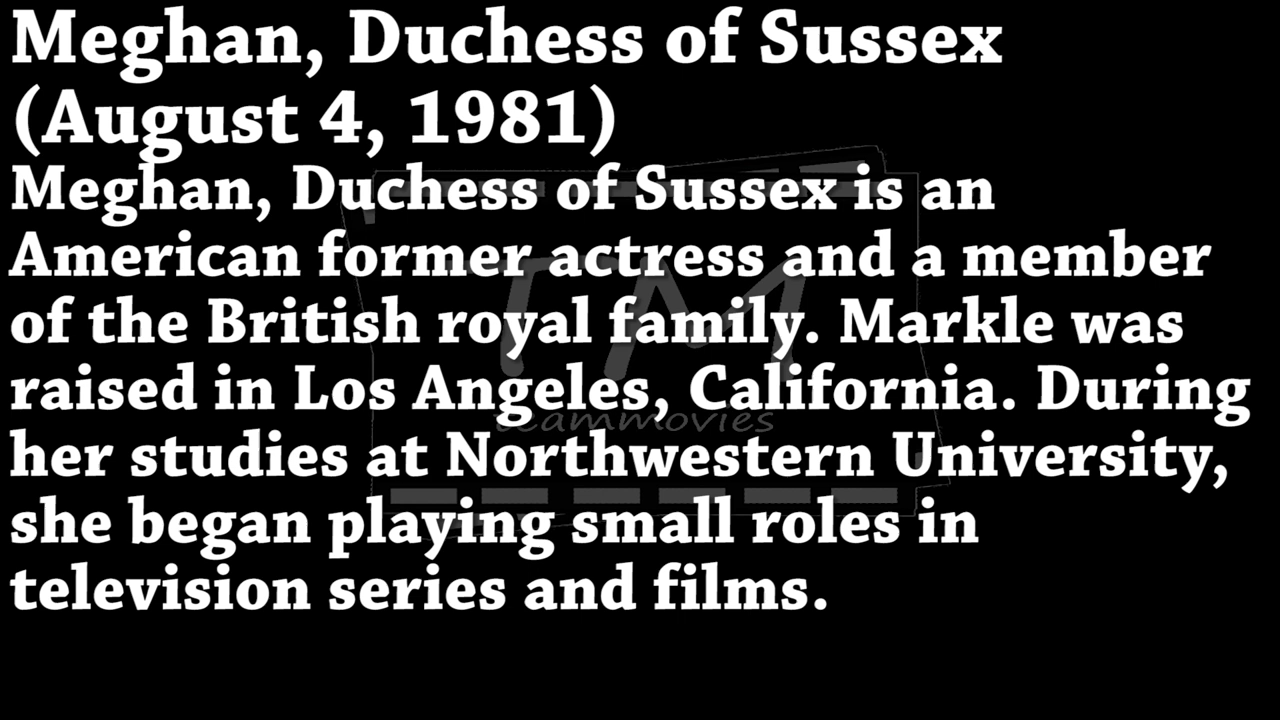 Meghan, Duchess of Sussex
(August 4, 1981)
Meghan, Duchess of Sussex is an
American former actress and a member
of the British royal family. Markle was
raised in Los Angeles, California. During
her studies at Northwestern University,
she began playing small roles in
television series and films.
TM
teammovies